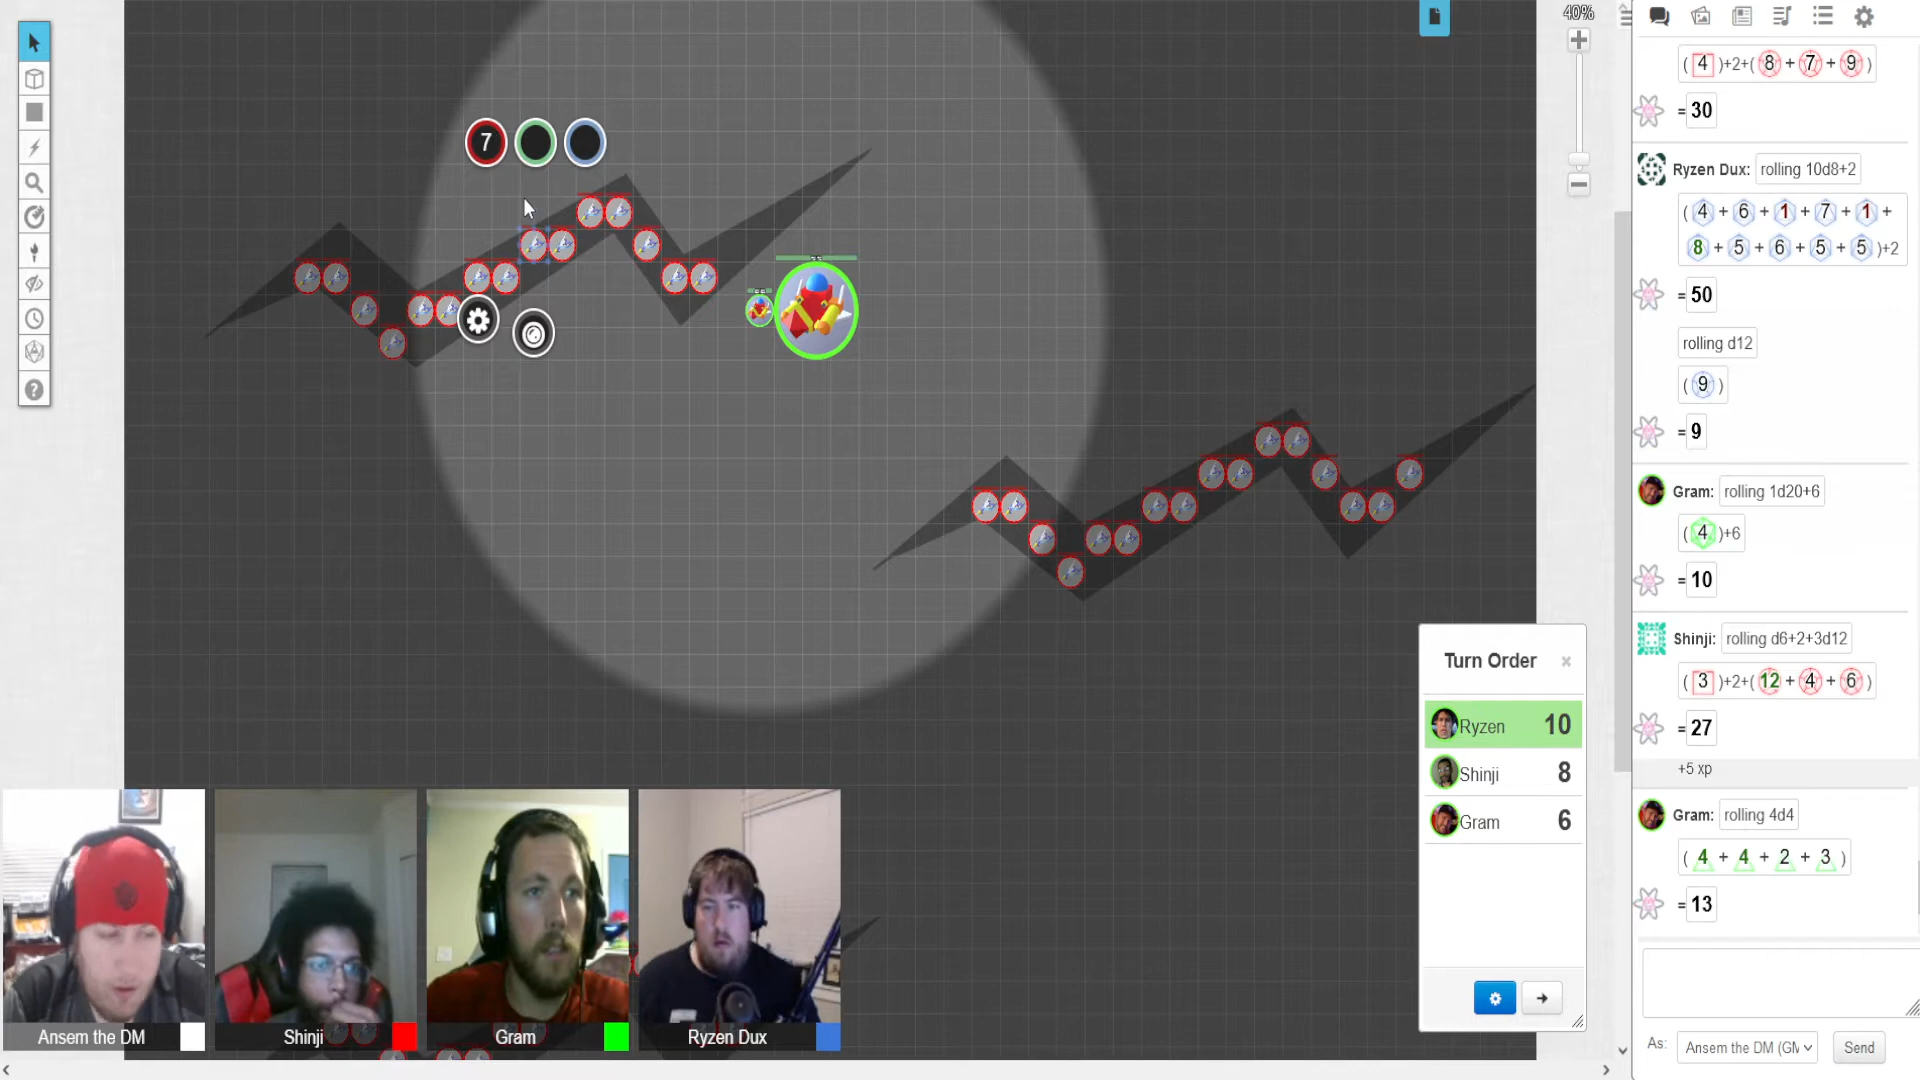 40%
7
( 4 )+2+( 8 + 7 + 9 )
= 30
Ryzen Dux: rolling 10d8+2
( 4 + 6 + 1 + 7 + 1 +
8 + 5 + 6 + 5 + 5 )+2
= 50
rolling d12
( 9 )
= 9
Gram: rolling 1d20+6
( 4 )+6
= 10
Shinji: rolling d6+2+3d12
( 3 )+2+( 12 + 4 + 6 )
= 27
+5 xp
Gram: rolling 4d4
( 4 + 4 + 2 + 3 )
= 13
Turn Order ×
Ryzen 10
Shinji 8
Gram 6
Ansem the DM
Shinji
Gram
Ryzen Dux
As: Ansem the DM (GM
Send